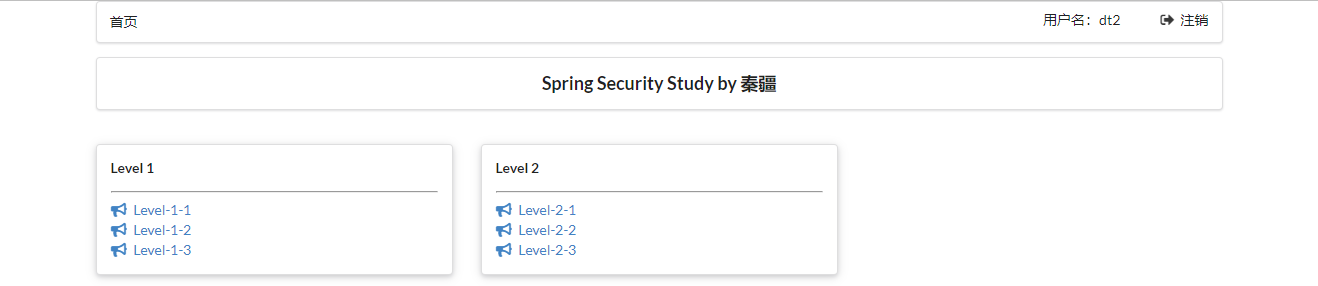 首页 用户名：dt2 注销
Spring Security Study by 秦疆
Level 1
Level-1-1
Level-1-2
Level-1-3
Level 2
Level-2-1
Level-2-2
Level-2-3